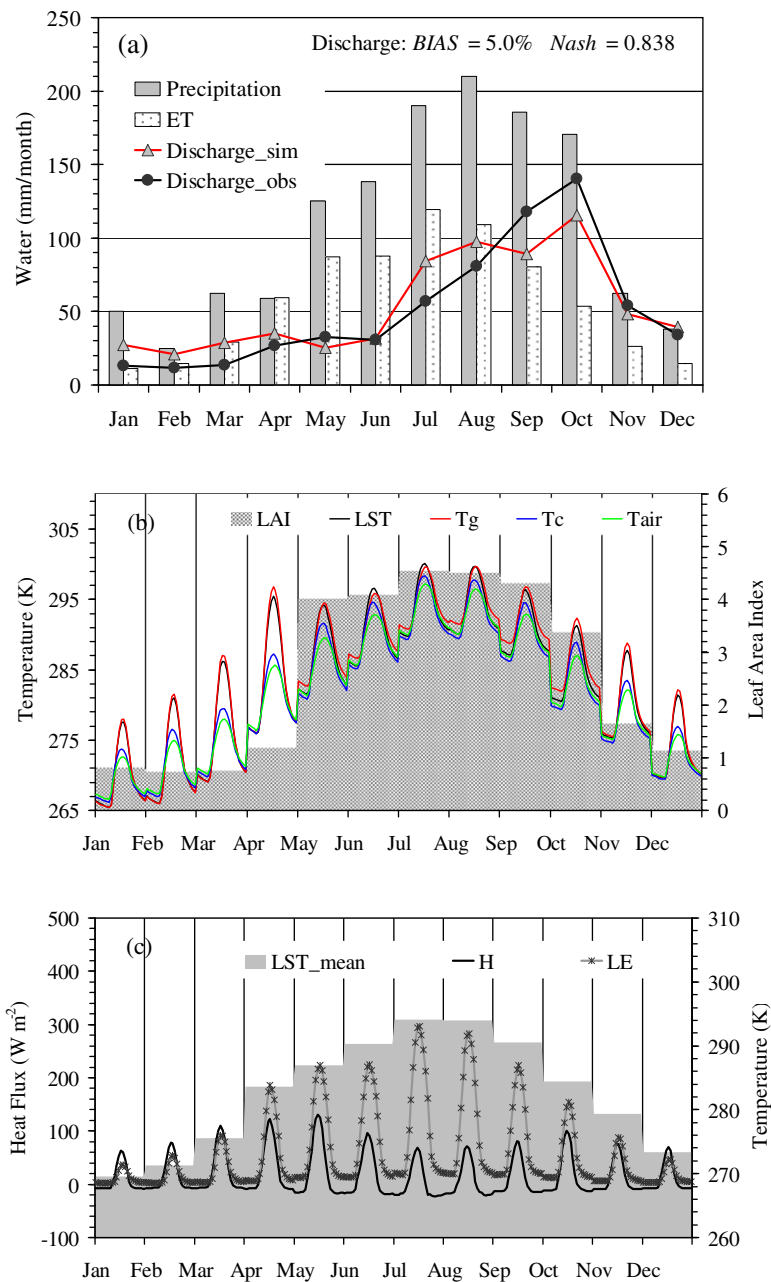 (a)
Discharge: BIAS = 5.0% Nash = 0.838
Precipitation
ET
Discharge_sim
Discharge_obs
Water (mm/month)
250
200
150
100
50
0
Jan Feb Mar Apr May Jun Jul Aug Sep Oct Nov Dec
(b)
LAI LST Tg Tc Tair
Temperature (K)
305
295
285
275
265
Leaf Area Index
6
5
4
3
2
1
0
Jan Feb Mar Apr May Jun Jul Aug Sep Oct Nov Dec
(c)
LST_mean H LE
Heat Flux (W m²)
500
400
300
200
100
0
-100
Temperature (K)
310
300
290
280
270
260
Jan Feb Mar Apr May Jun Jul Aug Sep Oct Nov Dec